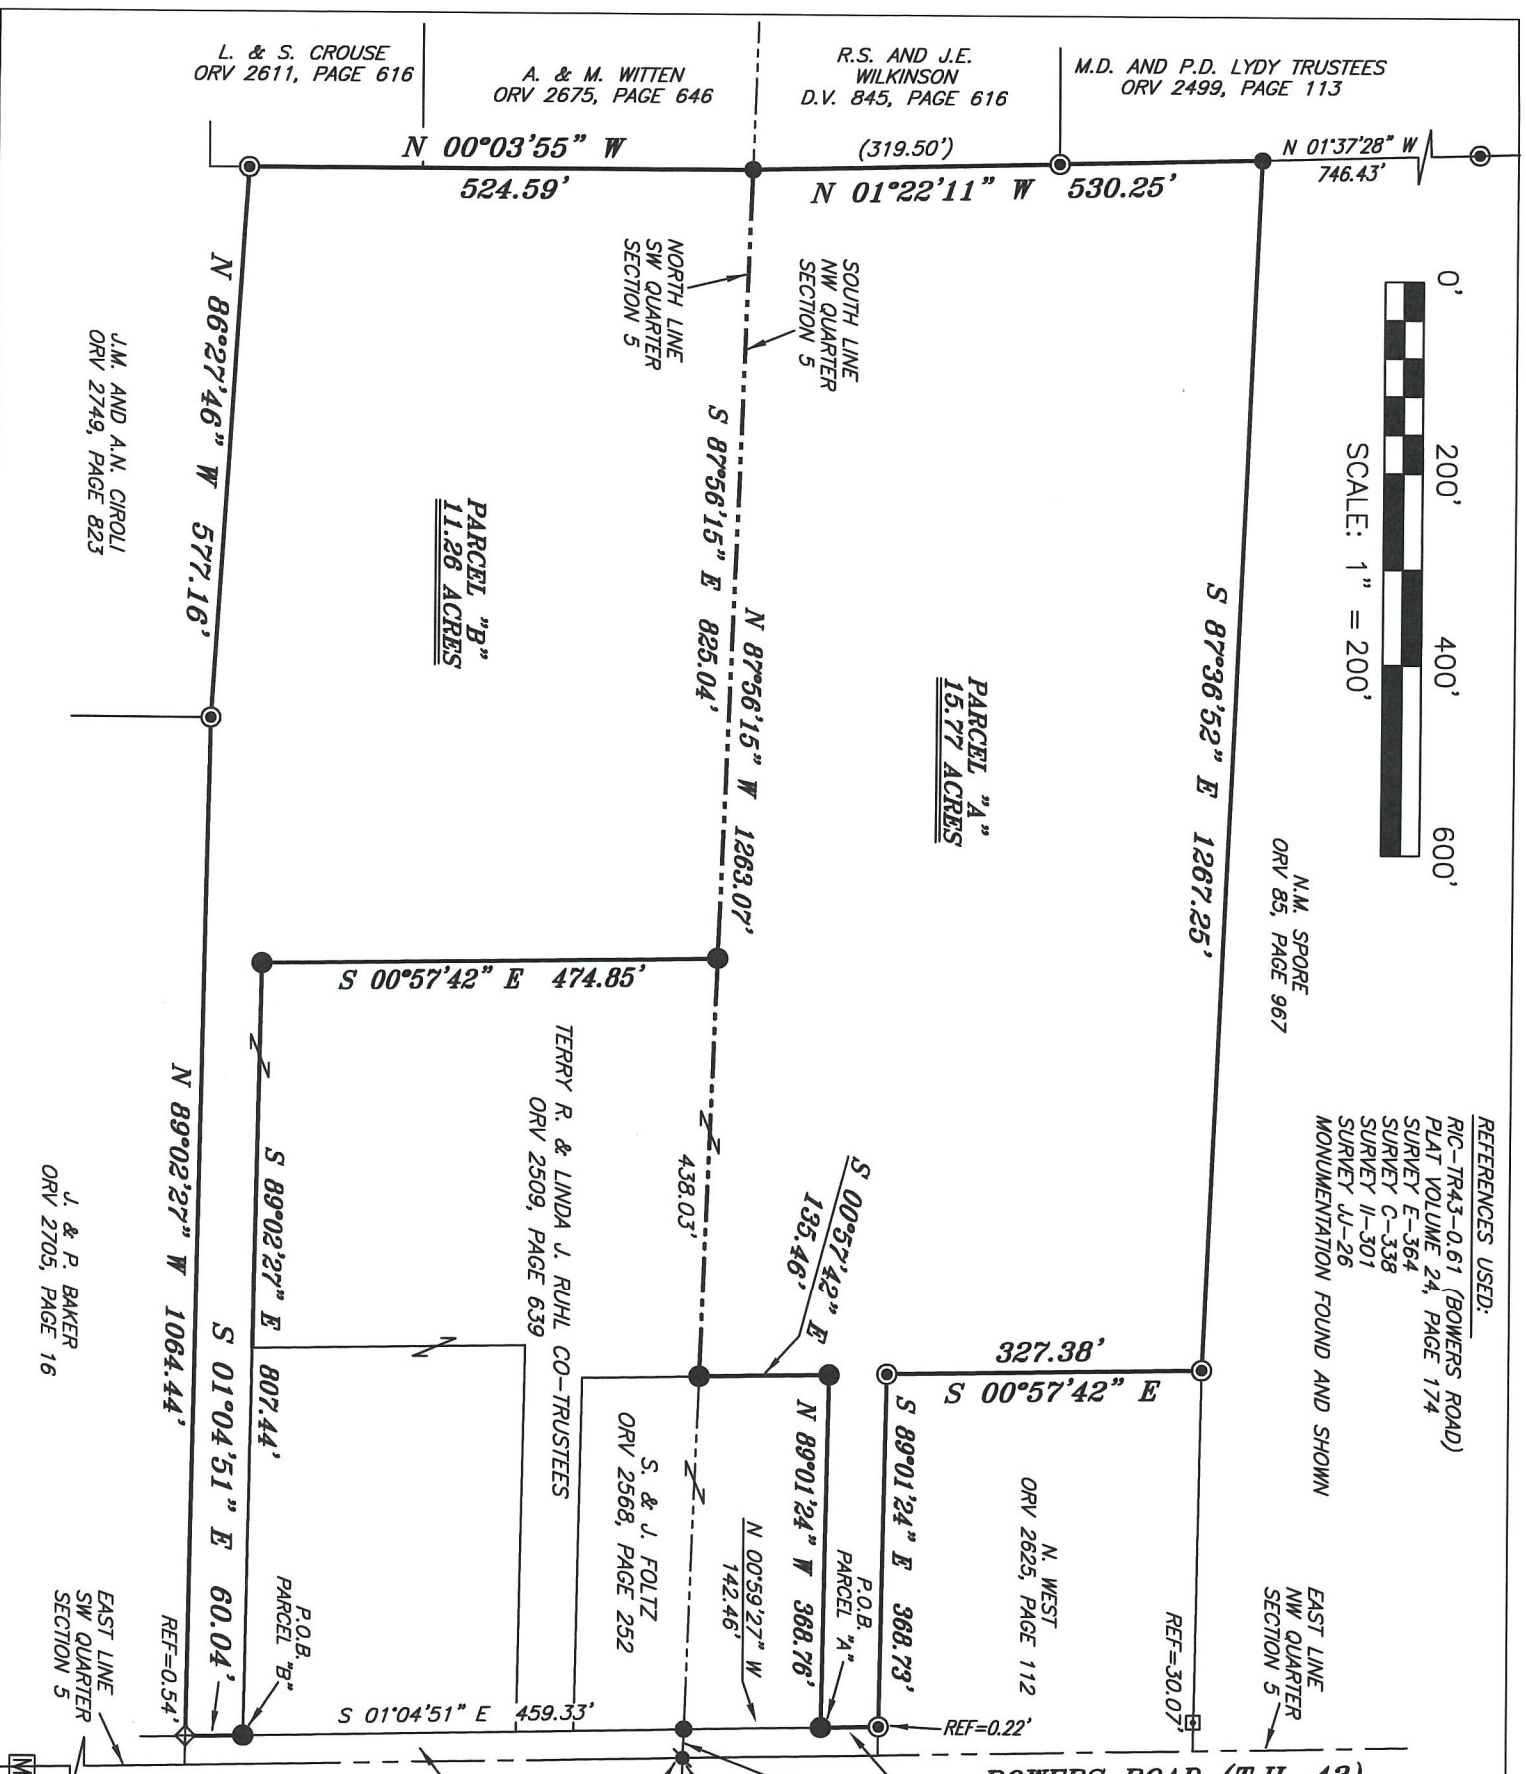 L. & S. CROUSE
ORV 2611, PAGE 616
A. & M. WITTEN
ORV 2675, PAGE 646
R.S. AND J.E.
WILKINSON
D.V. 845, PAGE 616
M.D. AND P.D. LYDY TRUSTEES
ORV 2499, PAGE 113
N 00°03'55" W
524.59'
(319.50')
N 01°22'11" W 530.25'
N 01°37'28" W
746.43'
0' 200' 400' 600'
SCALE: 1" = 200'
SOUTH LINE
NW QUARTER
SECTION 5
NORTH LINE
SW QUARTER
SECTION 5
N 86°27'46" W 577.16'
J.M. AND A.N. CIROLI
ORV 2749, PAGE 823
S 87°36'52" E 1267.25'
N.M. SPORE
ORV 85, PAGE 967
N 87°56'15" W 1263.07'
S 87°56'15" E 825.04'
PARCEL "A"
15.77 ACRES
PARCEL "B"
11.26 ACRES
S 00°57'42" E 474.85'
REFERENCES USED:
RIC-TR43-0.61 (BOWERS ROAD)
PLAT VOLUME 24, PAGE 174
SURVEY E-364
SURVEY C-338
SURVEY II-301
SURVEY JJ-26
MONUMENTATION FOUND AND SHOWN
TERRY R. & LINDA J. RUHL CO-TRUSTEES
ORV 2509, PAGE 639
438.03'
S 00°57'42" E
135.46'
327.38'
S 00°57'42" E
S 89°01'24" E 368.73'
N 89°01'24" W 368.76'
P.O.B.
PARCEL "A"
N. WEST
ORV 2625, PAGE 112
S. & J. FOLTZ
ORV 2568, PAGE 252
N 00°59'27" W
142.46'
S 89°02'27" E 807.44'
N 89°02'27" W 1064.44'
S 01°04'51" E 60.04'
J. & P. BAKER
ORV 2705, PAGE 16
P.O.B.
PARCEL "B"
REF=0.54'
EAST LINE
SW QUARTER
SECTION 5
S 01°04'51" E 459.33'
REF=0.22'
REF=30.07'
EAST LINE
NW QUARTER
SECTION 5
BOWERS ROAD (T.H. 43)
M